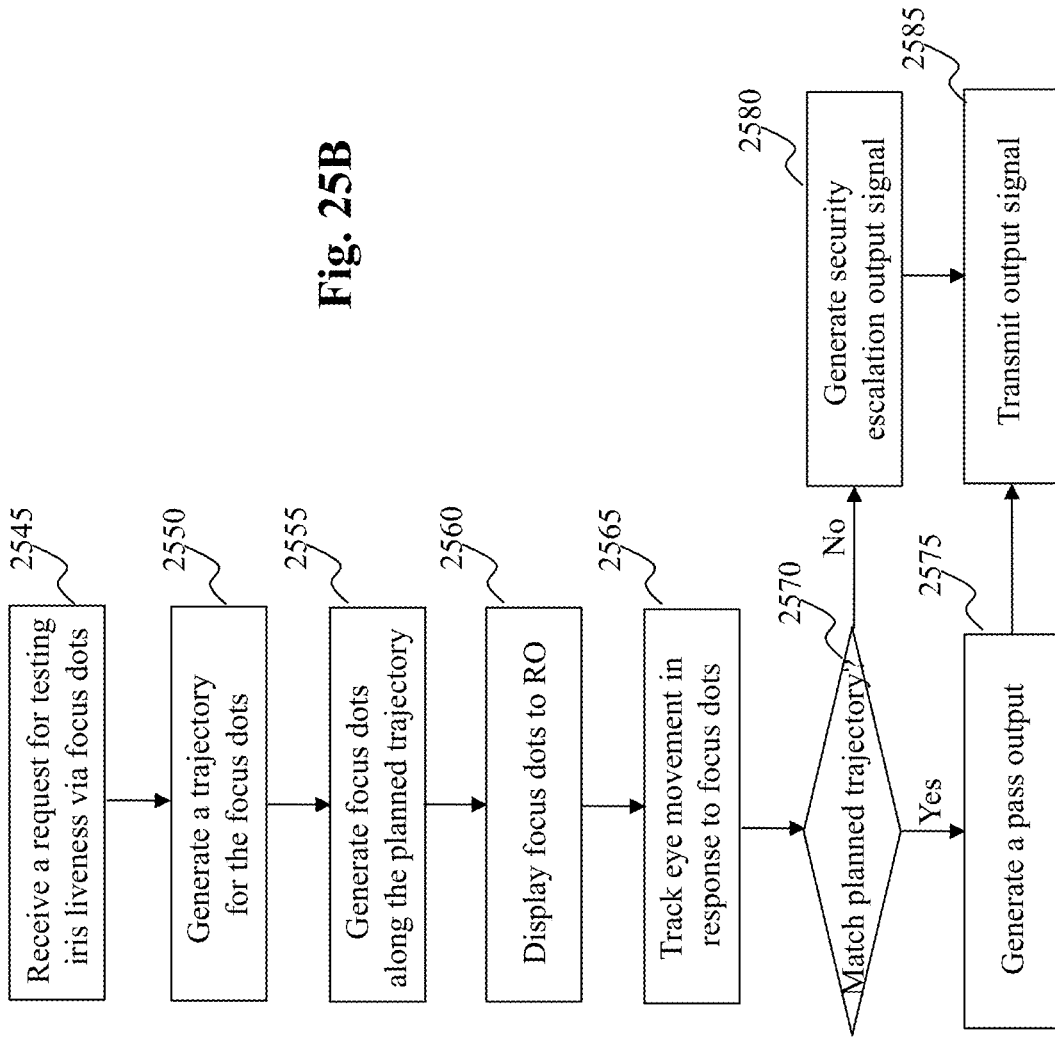 2545
Receive a request for testing
iris liveness via focus dots
2550
Generate a trajectory
for the focus dots
2555
Generate focus dots
along the planned trajectory
2560
Display focus dots to RO
2565
Track eye movement in
response to focus dots
2570
Match planned trajectory?
No
Yes
2575
Generate a pass output
2580
Generate security
escalation output signal
2585
Transmit output signal
Fig. 25B